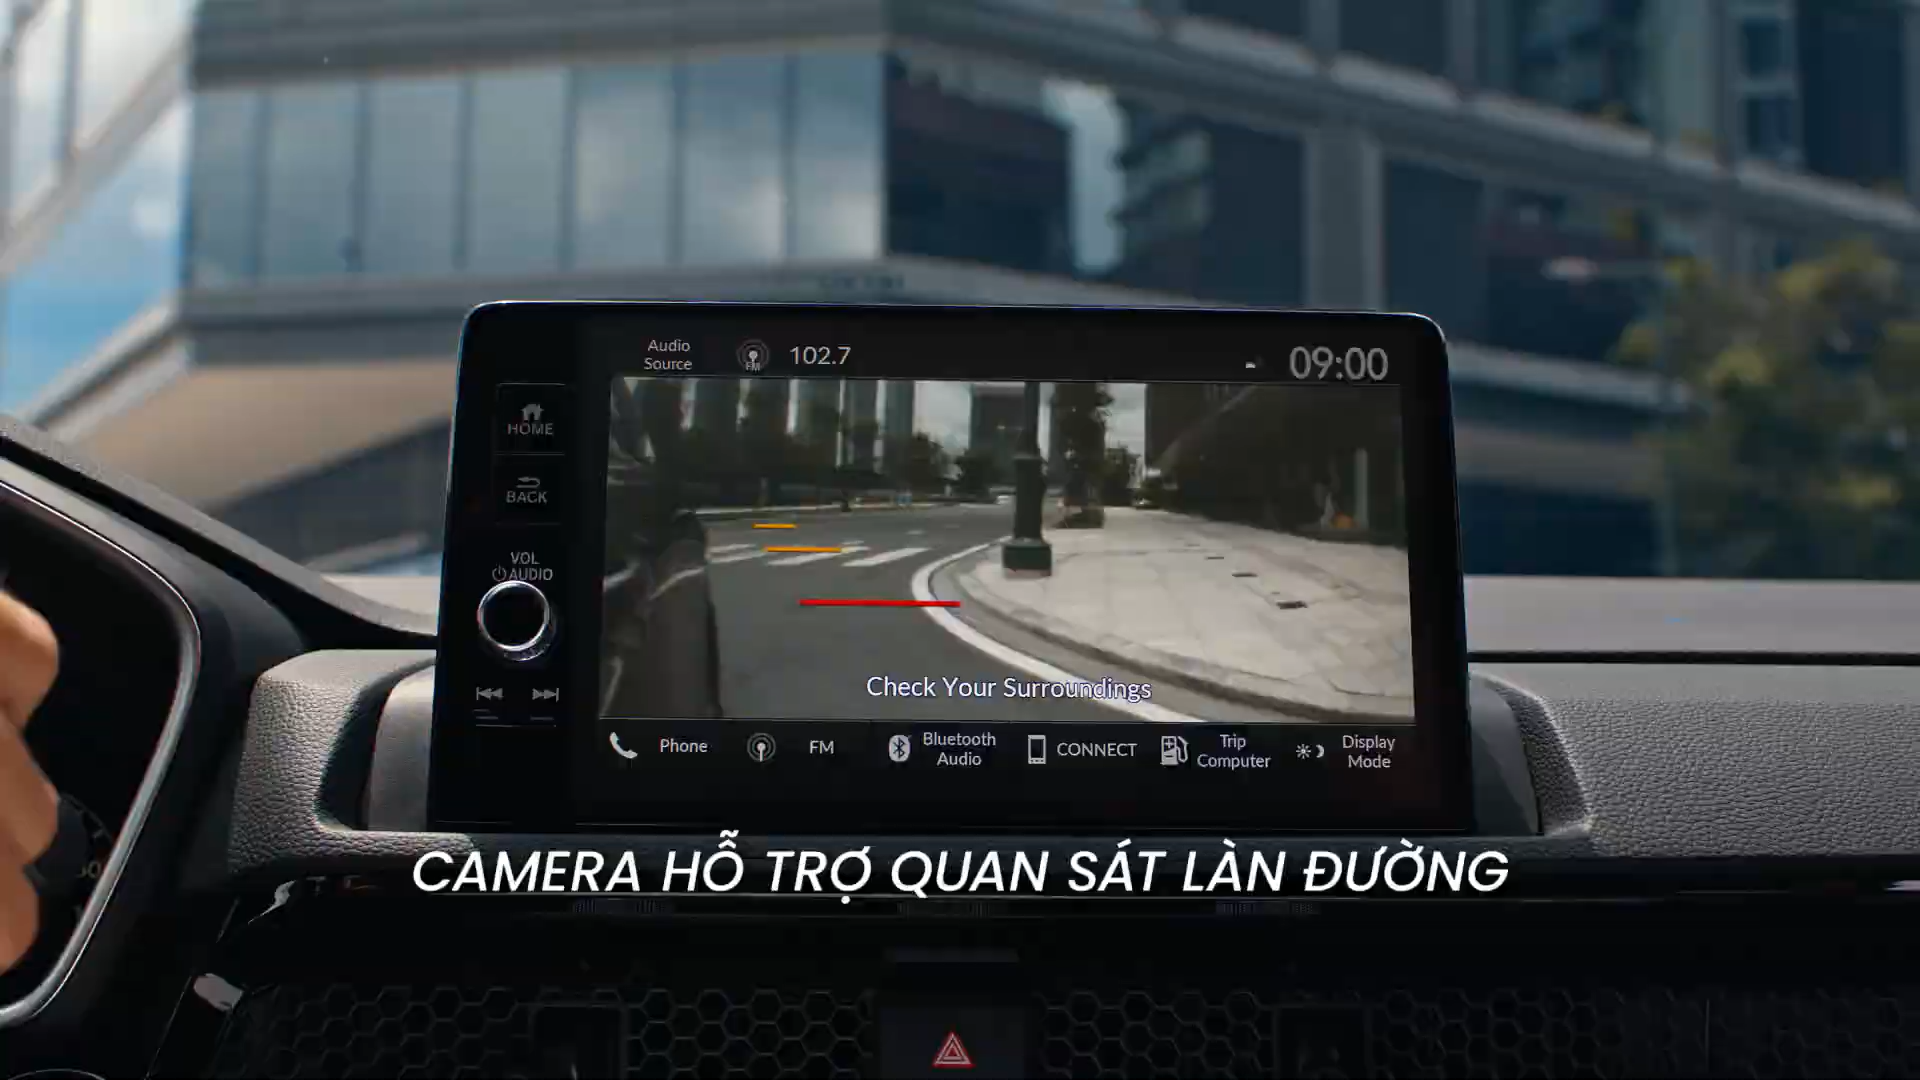 Audio
Source
FM
102.7
09:00
HOME
BACK
VOL
AUDIO
Check Your Surroundings
Phone
FM
Bluetooth
Audio
CONNECT
Trip
Computer
Display
Mode
CAMERA HỖ TRỢ QUAN SÁT LÀN ĐƯỜNG